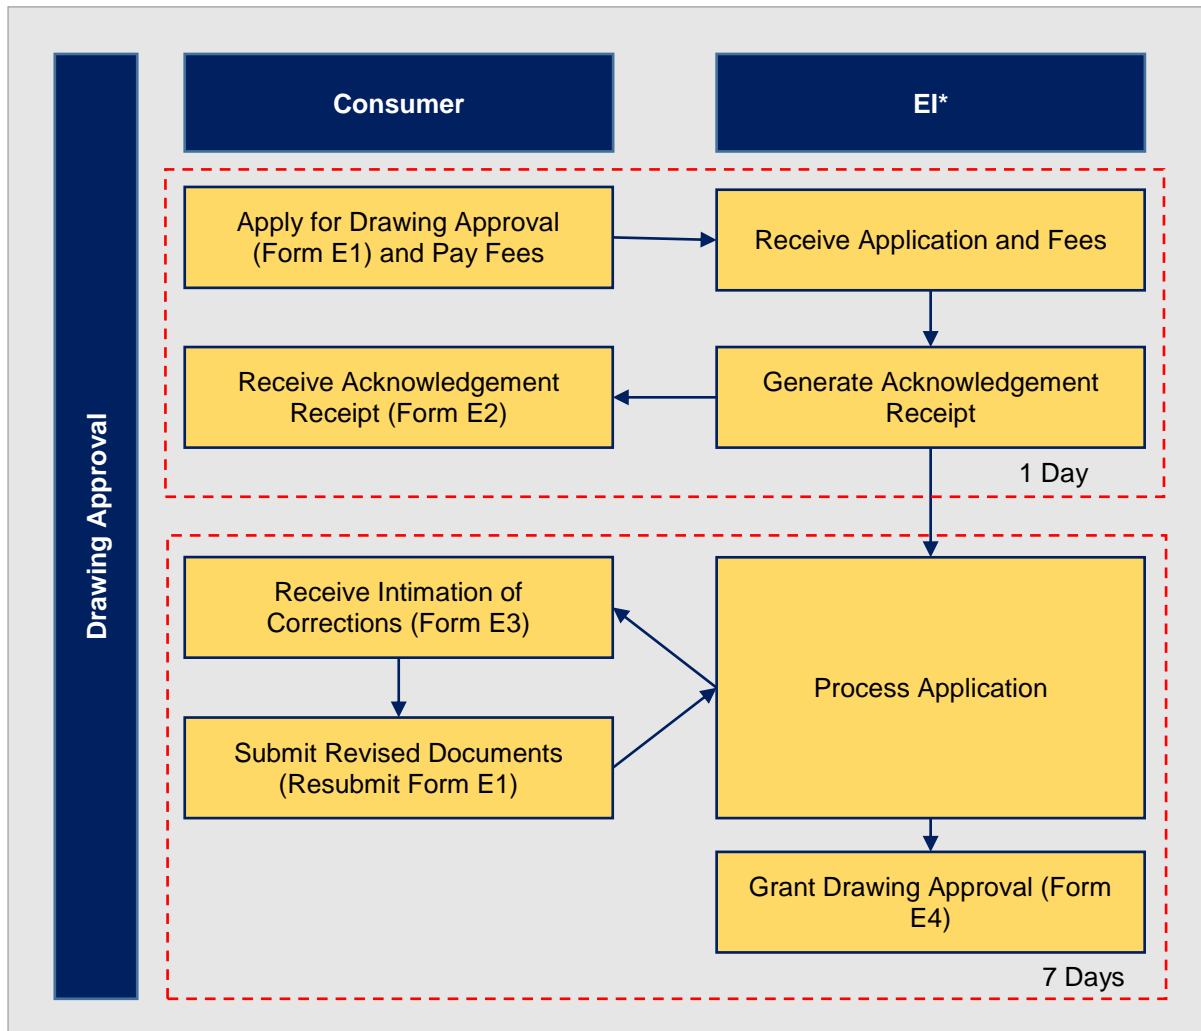 Consumer
EI*
Drawing Approval
Apply for Drawing Approval
(Form E1) and Pay Fees
Receive Application and Fees
Receive Acknowledgement
Receipt (Form E2)
Generate Acknowledgement
Receipt
1 Day
Receive Intimation of
Corrections (Form E3)
Process Application
Submit Revised Documents
(Resubmit Form E1)
Grant Drawing Approval (Form
E4)
7 Days